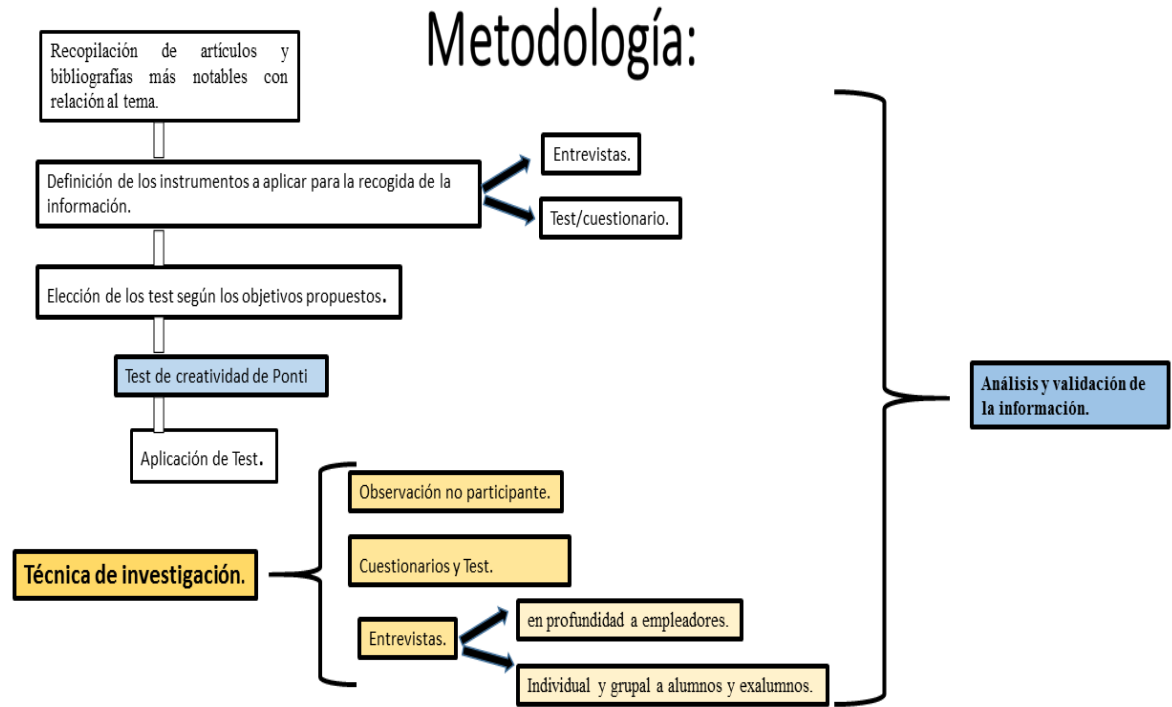 Metodología:
Recopilación de artículos y
bibliografías más notables con
relación al tema.
Definición de los instrumentos a aplicar para la recogida de la
información.
Entrevistas.
Test/cuestionario.
Elección de los test según los objetivos propuestos.
Test de creatividad de Ponti
Aplicación de Test.
Técnica de investigación.
Observación no participante.
Cuestionarios y Test.
Entrevistas.
en profundidad a empleadores.
Individual y grupal a alumnos y exalumnos.
Análisis y validación de
la información.